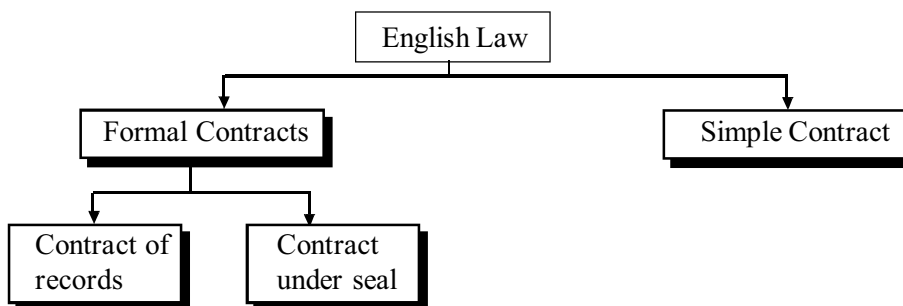 English Law
Formal Contracts
Simple Contract
Contract of
records
Contract
under seal